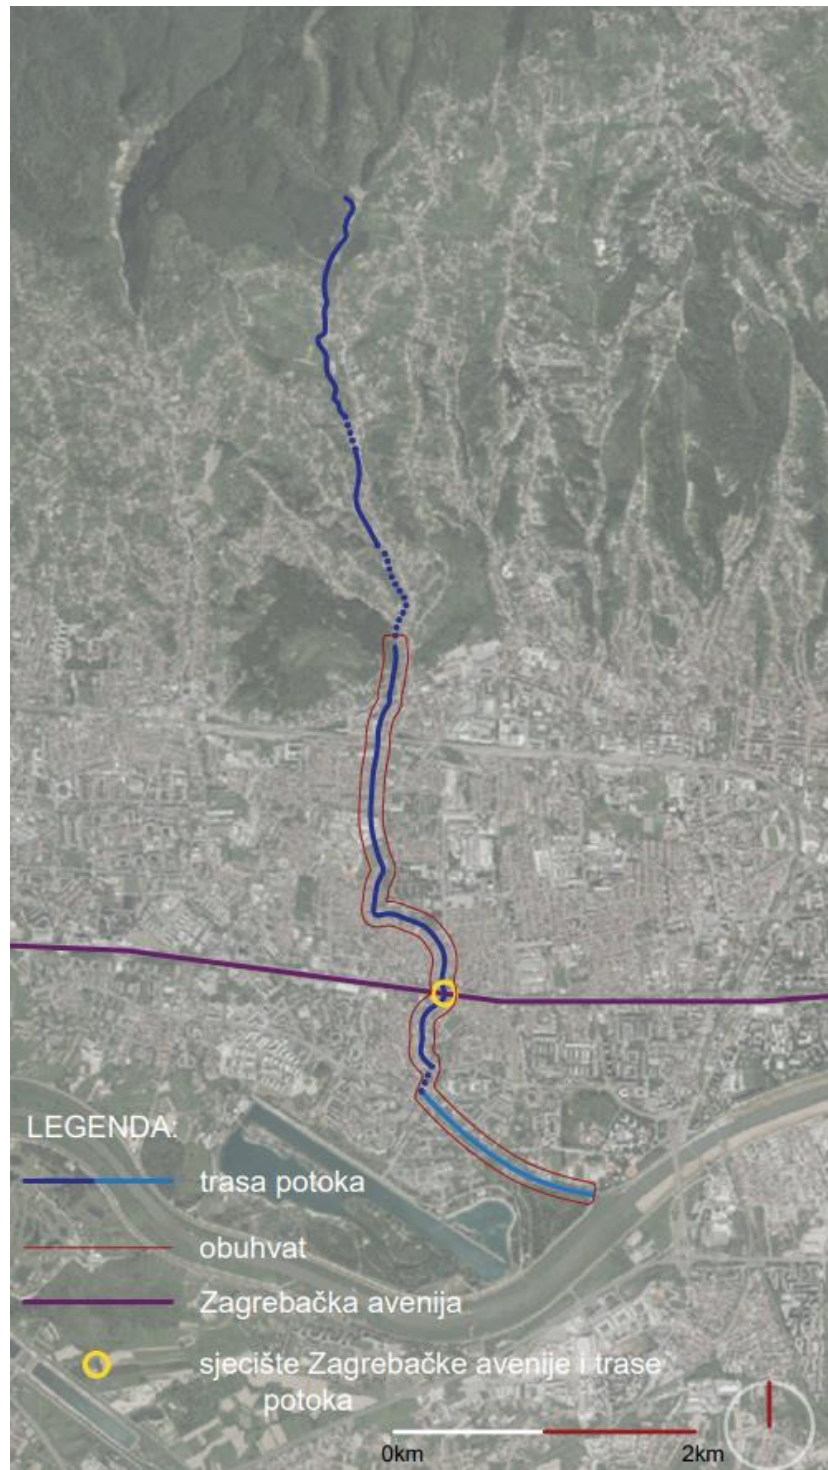 LEGENDA:
trasa potoka
obuhvat
Zagrebačka avenija
sjecište Zagrebačke avenije i trase
potoka
0km
2km